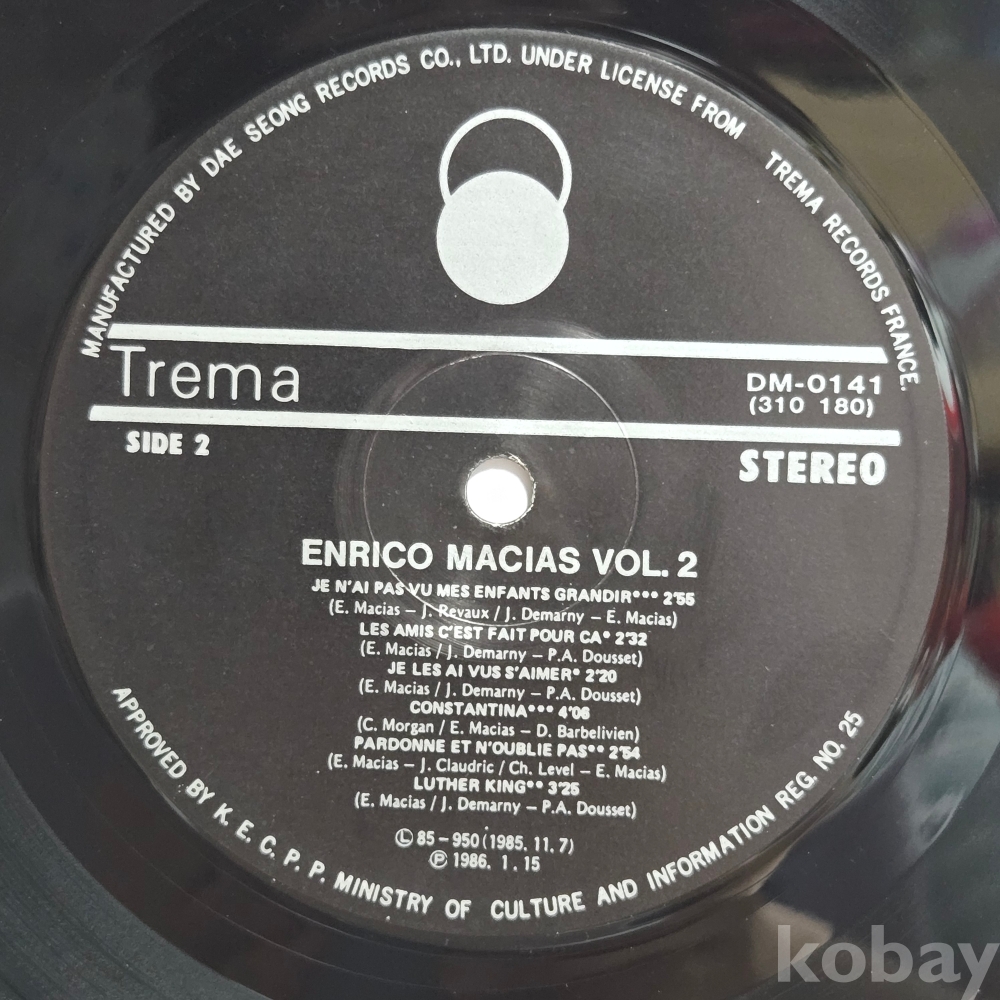 MANUFACTURED BY DAE SEONG RECORDS CO., LTD. UNDER LICENSE FROM TREMA RECORDS FRANCE.
Trema
DM-0141
(310 180)
SIDE 2
STEREO
ENRICO MACIAS VOL. 2
JE N'AI PAS VU MES ENFANTS GRANDIR*** 2'55
(E. Macias – J. Revaux / J. Demarny – E. Macias)
LES AMIS C'EST FAIT POUR CA* 2'32
(E. Macias / J. Demarny – P.A. Dousset)
JE LES AI VUS S'AIMER* 2'20
(E. Macias / J. Demarny – P.A. Dousset)
CONSTANTINA*** 4'06
(C. Morgan / E. Macias – D. Barbelivien)
PARDONNE ET N'OUBLIE PAS** 2'54
(E. Macias – J. Claudric / Ch. Level – E. Macias)
LUTHER KING** 3'25
(E. Macias / J. Demarny – P.A. Dousset)
Ⓛ 85-950 (1985. 11. 7)
℗ 1986. 1. 15
APPROVED BY K. E. C. P. P. MINISTRY OF CULTURE AND INFORMATION REG. NO. 25
kobay